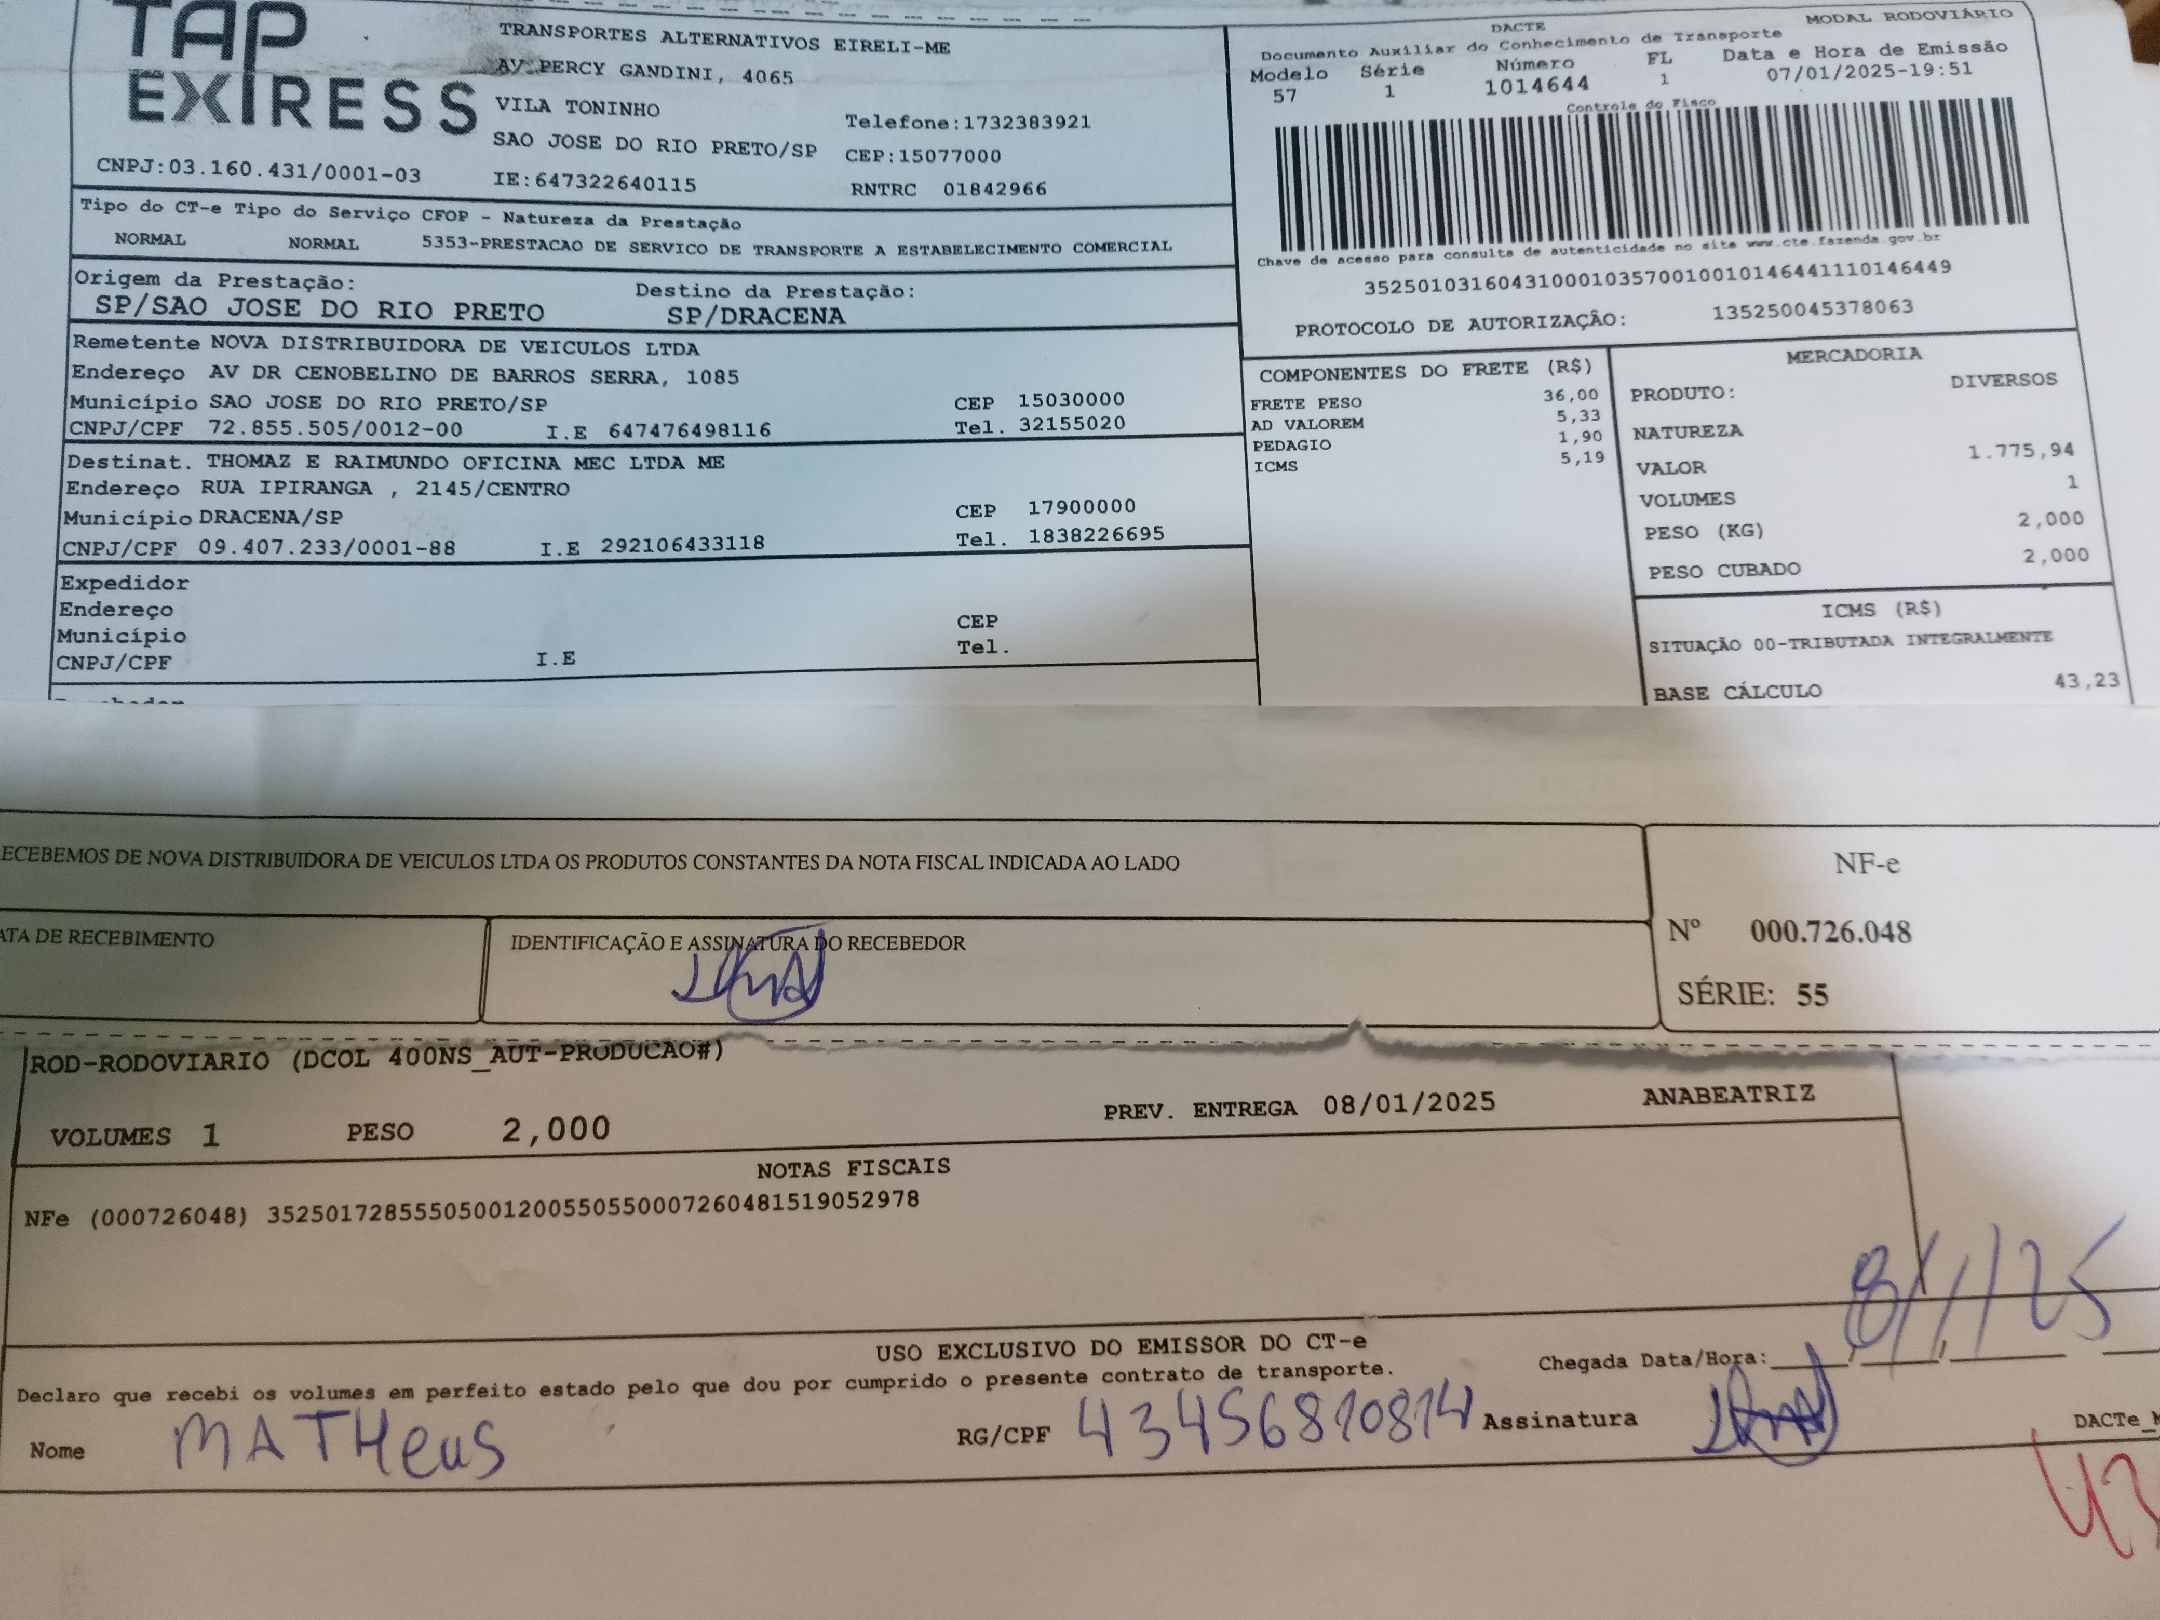 TAP
EXPRESS
TRANSPORTES ALTERNATIVOS EIRELI-ME
AV PERCY GANDINI, 4065
VILA TONINHO
Telefone:1732383921
SAO JOSE DO RIO PRETO/SP CEP:15077000
CNPJ:03.160.431/0001-03 IE:647322640115 RNTRC 01842966
DACTE MODAL RODOVIÁRIO
Documento Auxiliar do Conhecimento de Transporte
Modelo Série Número FL Data e Hora de Emissão
57 1 1014644 1 07/01/2025-19:51
Controle do Fisco
Chave de acesso para consulta de autenticidade no site www.cte.fazenda.gov.br
35250103160431000103570010010146441110146449
PROTOCOLO DE AUTORIZAÇÃO: 135250045378063
Tipo do CT-e Tipo do Serviço CFOP - Natureza da Prestação
NORMAL NORMAL 5353-PRESTACAO DE SERVICO DE TRANSPORTE A ESTABELECIMENTO COMERCIAL
Origem da Prestação: Destino da Prestação:
SP/SAO JOSE DO RIO PRETO SP/DRACENA
Remetente NOVA DISTRIBUIDORA DE VEICULOS LTDA
Endereço AV DR CENOBELINO DE BARROS SERRA, 1085
Município SAO JOSE DO RIO PRETO/SP CEP 15030000
CNPJ/CPF 72.855.505/0012-00 I.E 647476498116 Tel. 32155020
Destinat. THOMAZ E RAIMUNDO OFICINA MEC LTDA ME
Endereço RUA IPIRANGA , 2145/CENTRO
Município DRACENA/SP CEP 17900000
CNPJ/CPF 09.407.233/0001-88 I.E 292106433118 Tel. 1838226695
Expedidor
Endereço
Município CEP
CNPJ/CPF I.E Tel.
COMPONENTES DO FRETE (R$)
FRETE PESO 36,00
AD VALOREM 5,33
PEDAGIO 1,90
ICMS 5,19
MERCADORIA
PRODUTO: DIVERSOS
NATUREZA
VALOR 1.775,94
VOLUMES 1
PESO (KG) 2,000
PESO CUBADO 2,000
ICMS (R$)
SITUAÇÃO 00-TRIBUTADA INTEGRALMENTE
BASE CÁLCULO 43,23
ECEBEMOS DE NOVA DISTRIBUIDORA DE VEICULOS LTDA OS PRODUTOS CONSTANTES DA NOTA FISCAL INDICADA AO LADO
NF-e
Nº 000.726.048
SÉRIE: 55
ATA DE RECEBIMENTO IDENTIFICAÇÃO E ASSINATURA DO RECEBEDOR
ROD-RODOVIARIO (DCOL 400NS_AUT-PRODUCAO#)
VOLUMES 1 PESO 2,000 PREV. ENTREGA 08/01/2025 ANABEATRIZ
NOTAS FISCAIS
NFe (000726048) 35250172855505001200550550007260481519052978
8/1/25
USO EXCLUSIVO DO EMISSOR DO CT-e
Declaro que recebi os volumes em perfeito estado pelo que dou por cumprido o presente contrato de transporte. Chegada Data/Hora:
Nome MATHeus RG/CPF 43456810814 Assinatura
DACTe_